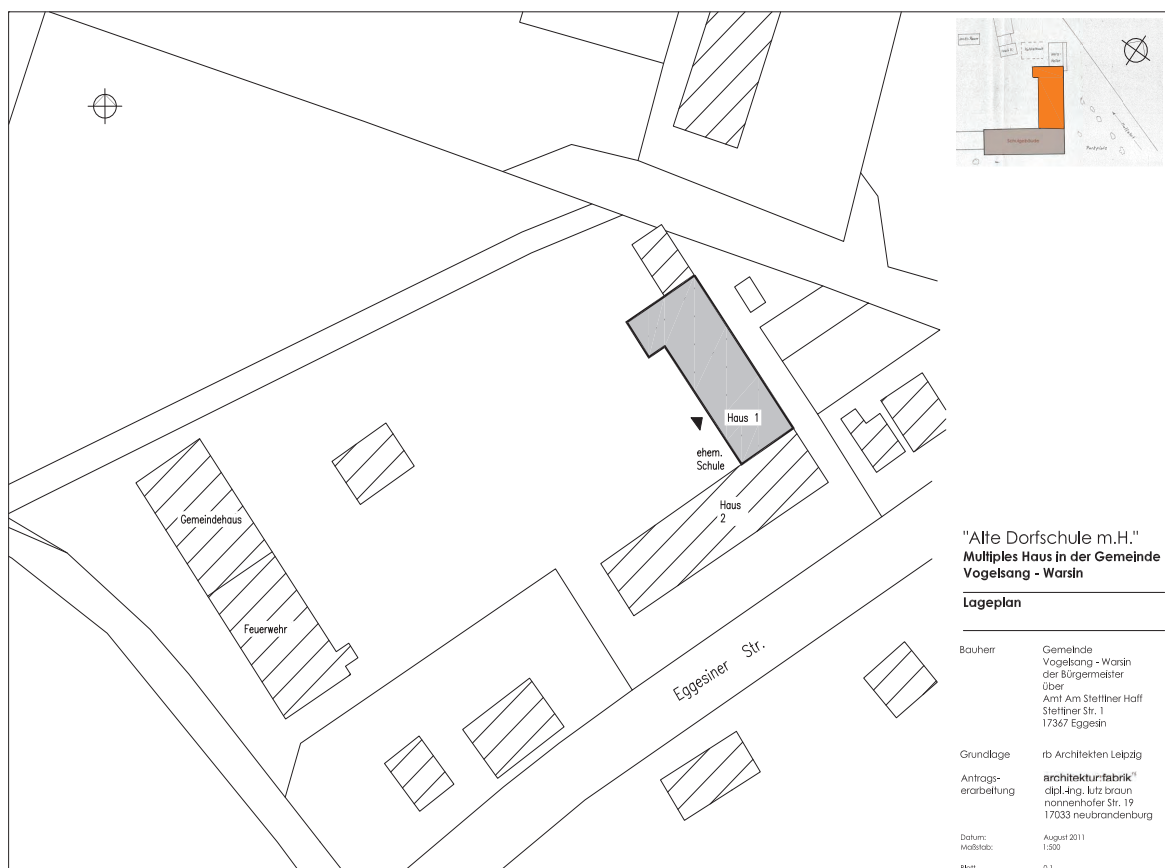 Gemeindehaus
Feuerwehr
Haus 1
ehem.
Schule
Haus
2
Eggesiner Str.
"Alte Dorfschule m.H."
Multiples Haus in der Gemeinde
Vogelsang - Warsin
Lageplan
Bauherr
Gemeinde
Vogelsang - Warsin
der Bürgermeister
über
Amt Am Stettiner Haff
Stettiner Str. 1
17367 Eggesin
Grundlage rb Architekten Leipzig
Antrags-
erarbeitung
architektur:fabrik
dipl.-ing. lutz braun
nonnenhofer Str. 19
17033 neubrandenburg
Datum: August 2011
Maßstab: 1:500
Blatt 0.1